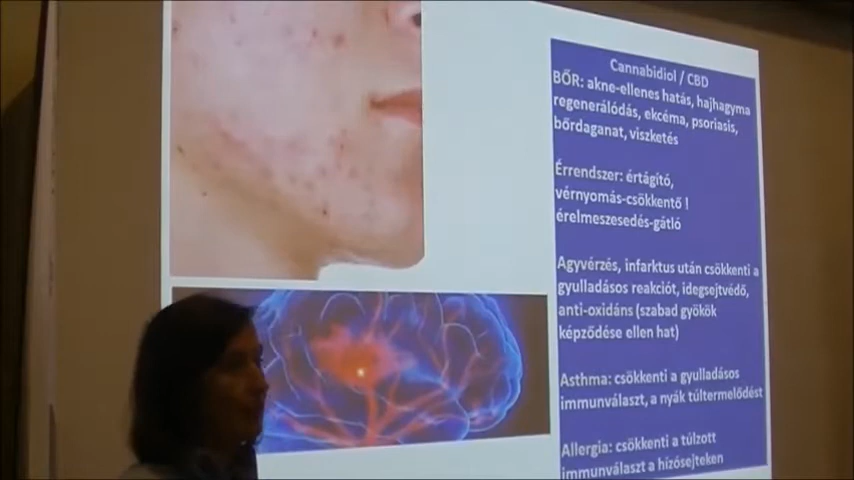 Cannabidiol / CBD
BŐR: akne-ellenes hatás, hajhagyma
regenerálódás, ekcéma, psoriasis,
bőrdaganat, viszketés
Érrendszer: értágító,
vérnyomás-csökkentő !
érelmeszesedés-gátló
Agyvérzés, infarktus után csökkenti a
gyulladásos reakciót, idegsejtvédő,
anti-oxidáns (szabad gyökök
képződése ellen hat)
Asthma: csökkenti a gyulladásos
immunválaszt, a nyák túltermelődést
Allergia: csökkenti a túlzott
immunválaszt a hízósejteken